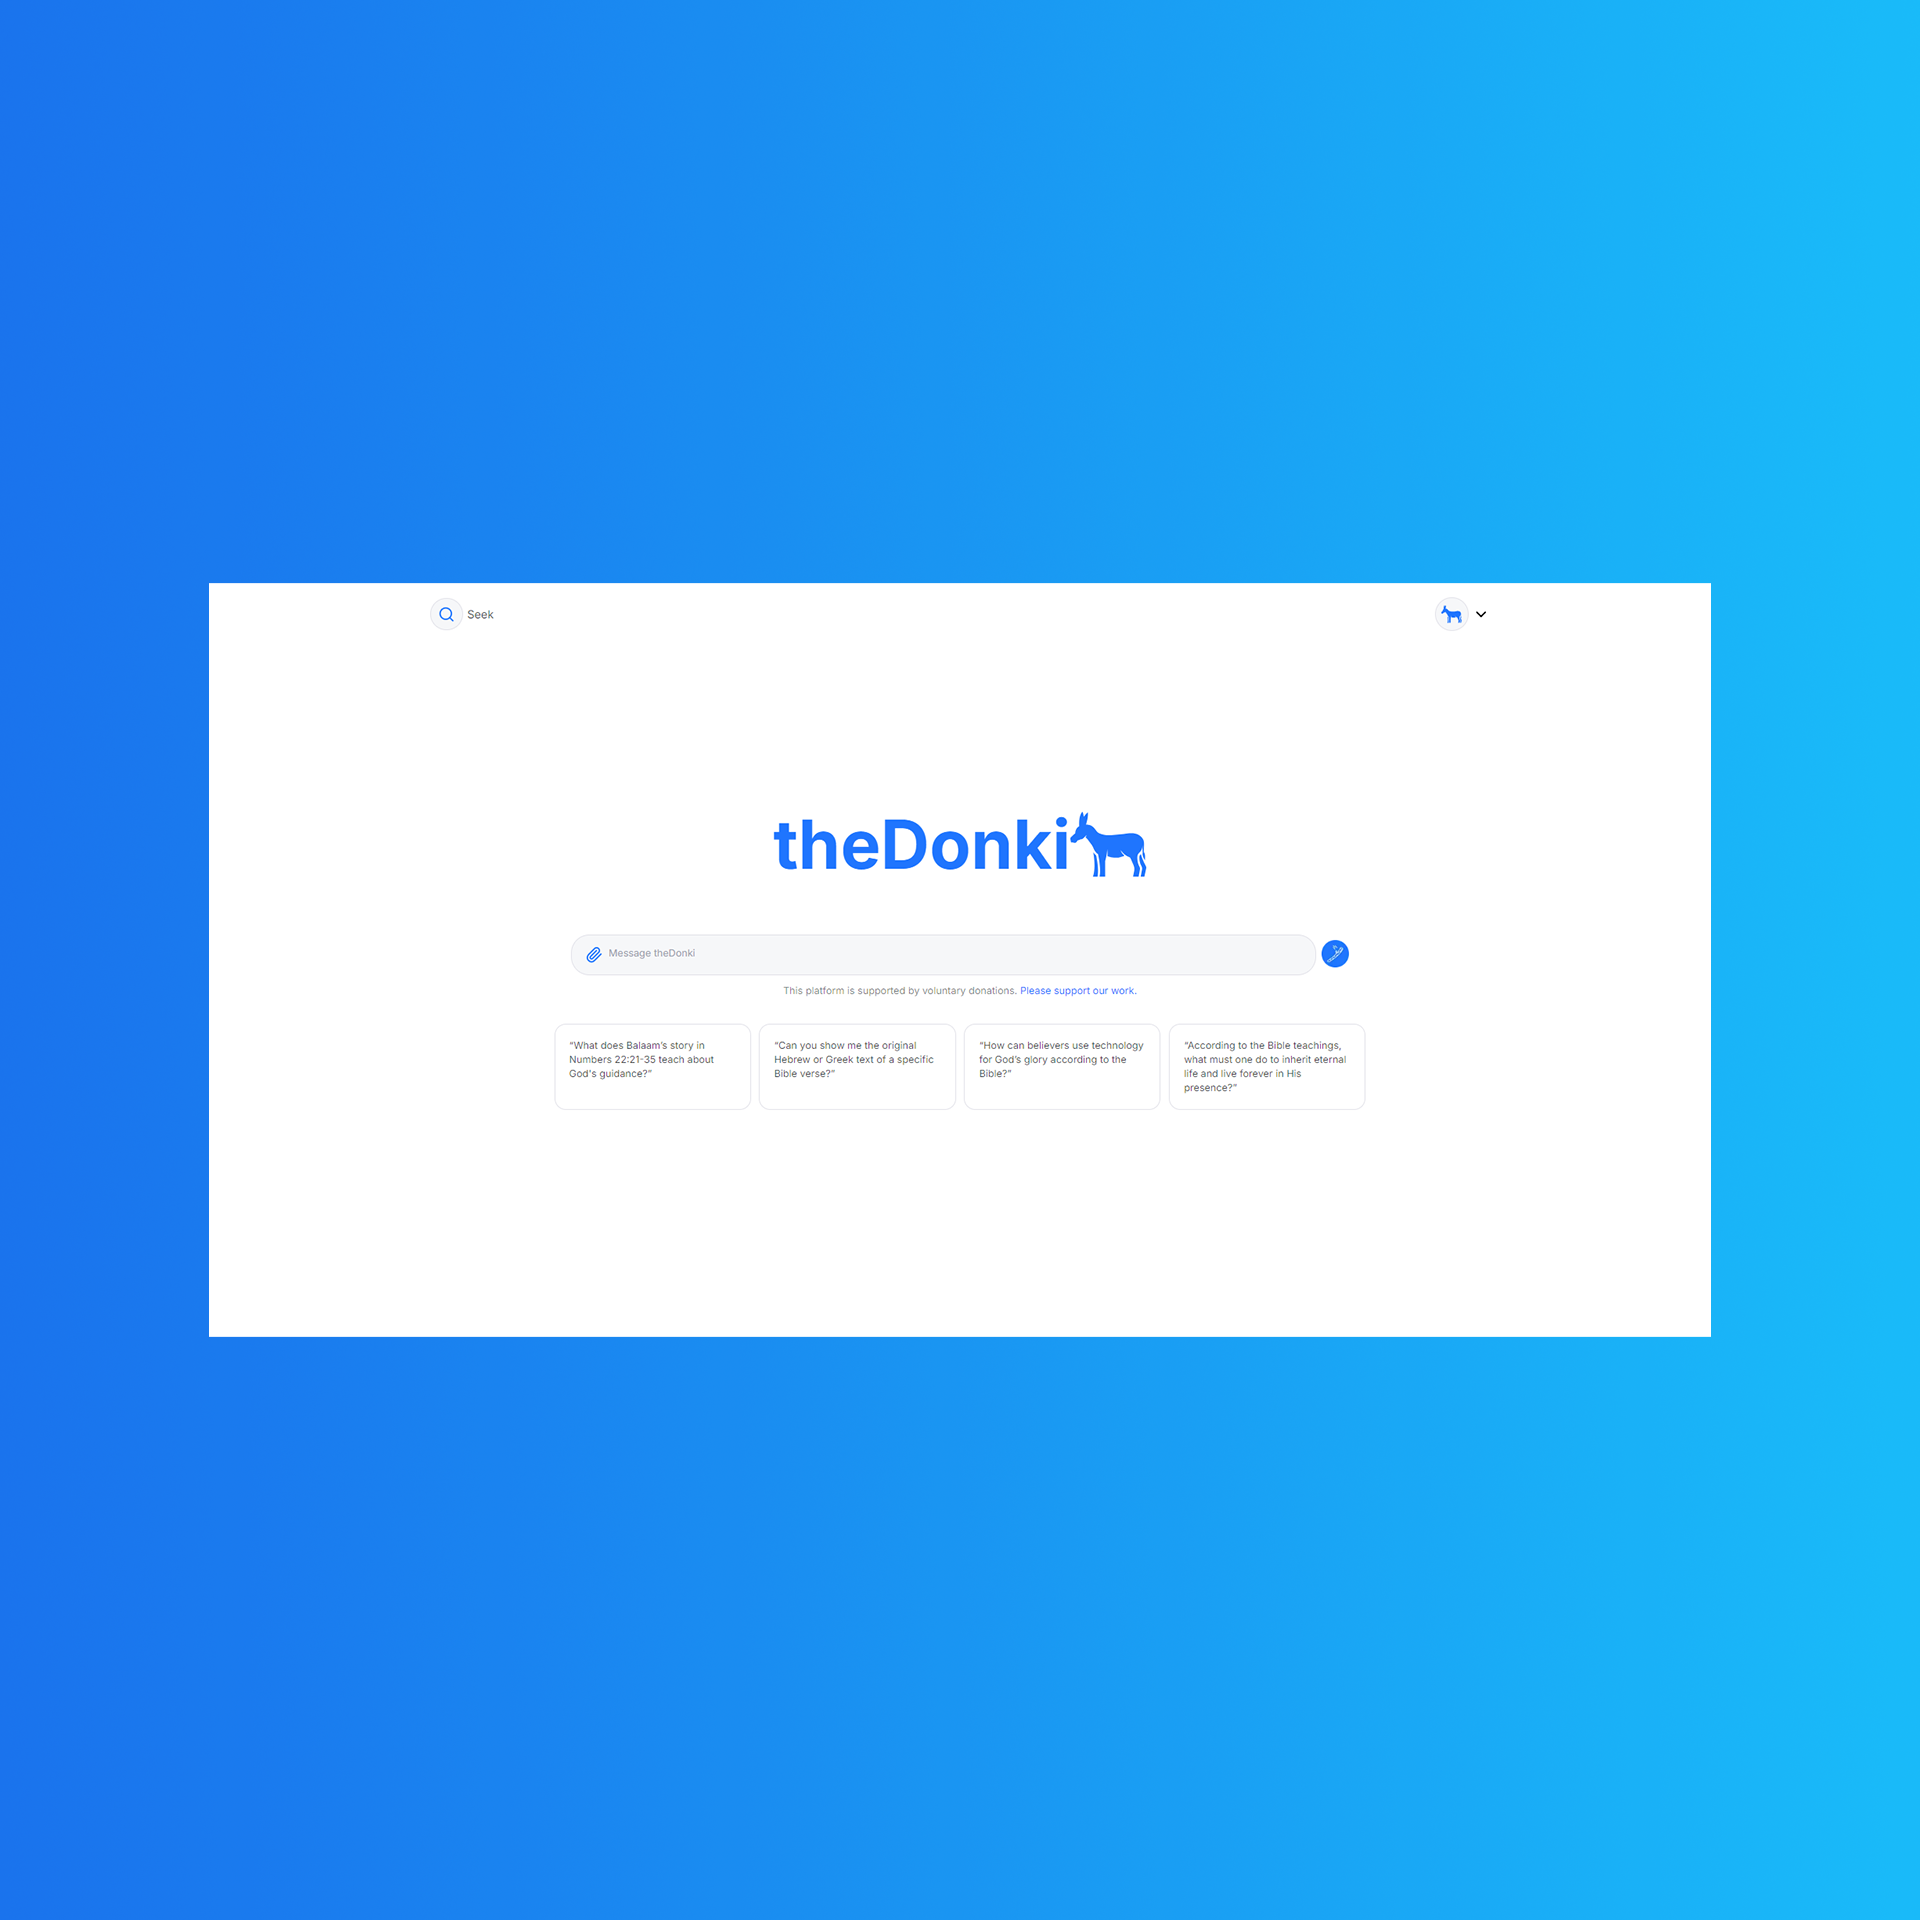 Seek
theDonki
Message theDonki
This platform is supported by voluntary donations. Please support our work.
“What does Balaam’s story in
Numbers 22:21-35 teach about
God's guidance?”
“Can you show me the original
Hebrew or Greek text of a specific
Bible verse?”
“How can believers use technology
for God’s glory according to the
Bible?”
“According to the Bible teachings,
what must one do to inherit eternal
life and live forever in His
presence?”